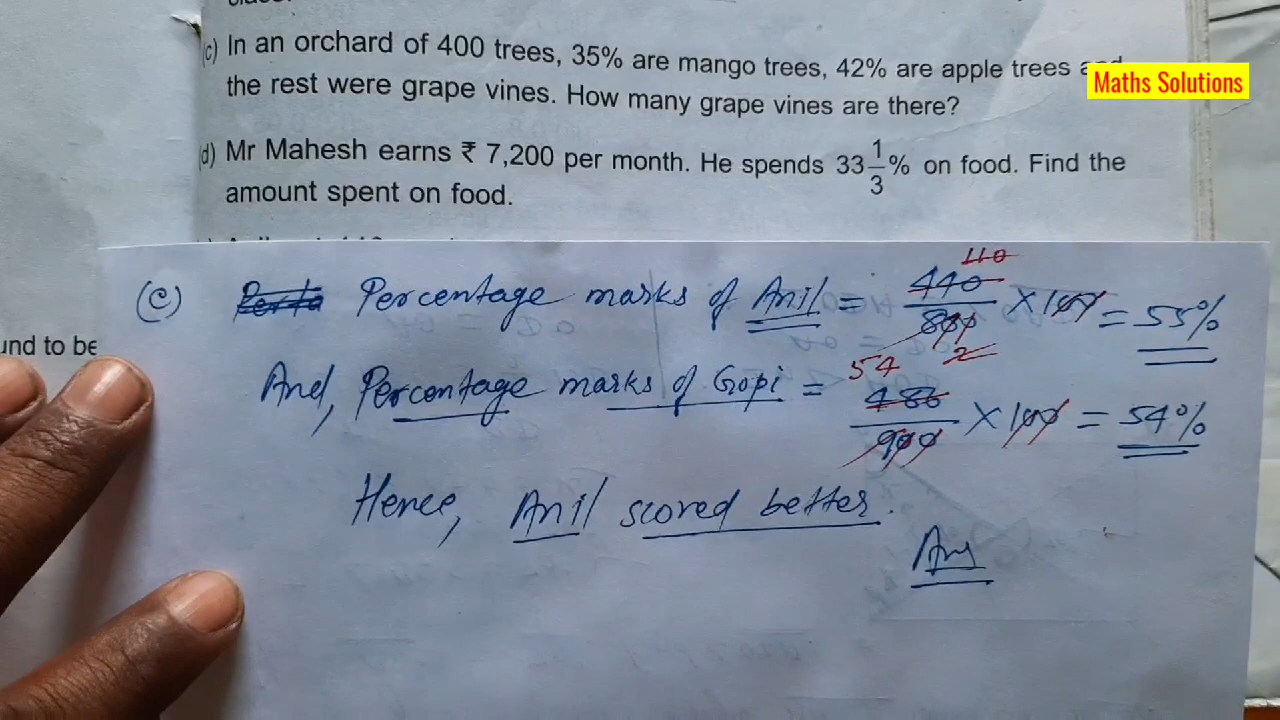 (c) In an orchard of 400 trees, 35% are mango trees, 42% are apple trees
Maths Solutions
the rest were grape vines. How many grape vines are there?
(d) Mr Mahesh earns ₹ 7,200 per month. He spends 33 1/3 % on food. Find the
amount spent on food.
und to be
(e) Percentage marks of Anil = 440/800 × 100 = 55%
110
2
And, Percentage marks of Gopi = 486/900 × 100 = 54%
54
Hence, Anil scored better.
Ans